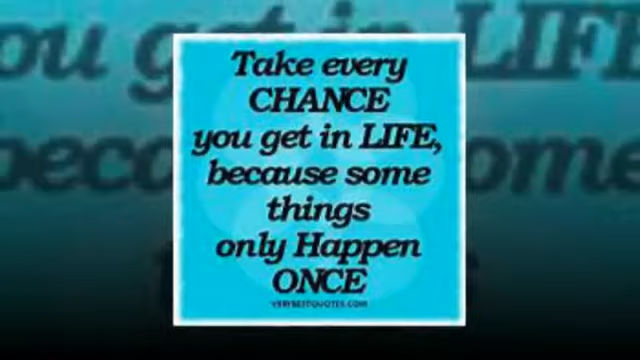 Take every
CHANCE
you get in LIFE,
because some
things
only Happen
ONCE
VERYBESTQUOTES.COM